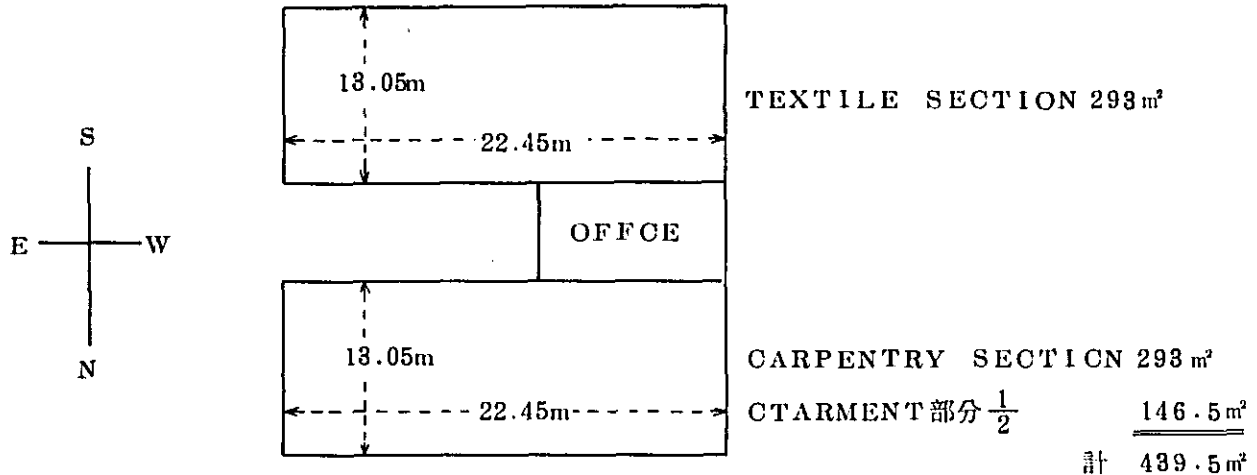 13.05m
TEXTILE SECTION 293㎡
22.45m
S
E W
N
OFFCE
13.05m
CARPENTRY SECTION 293㎡
22.45m
CTARMENT部分 1/2 146.5㎡
計 439.5㎡